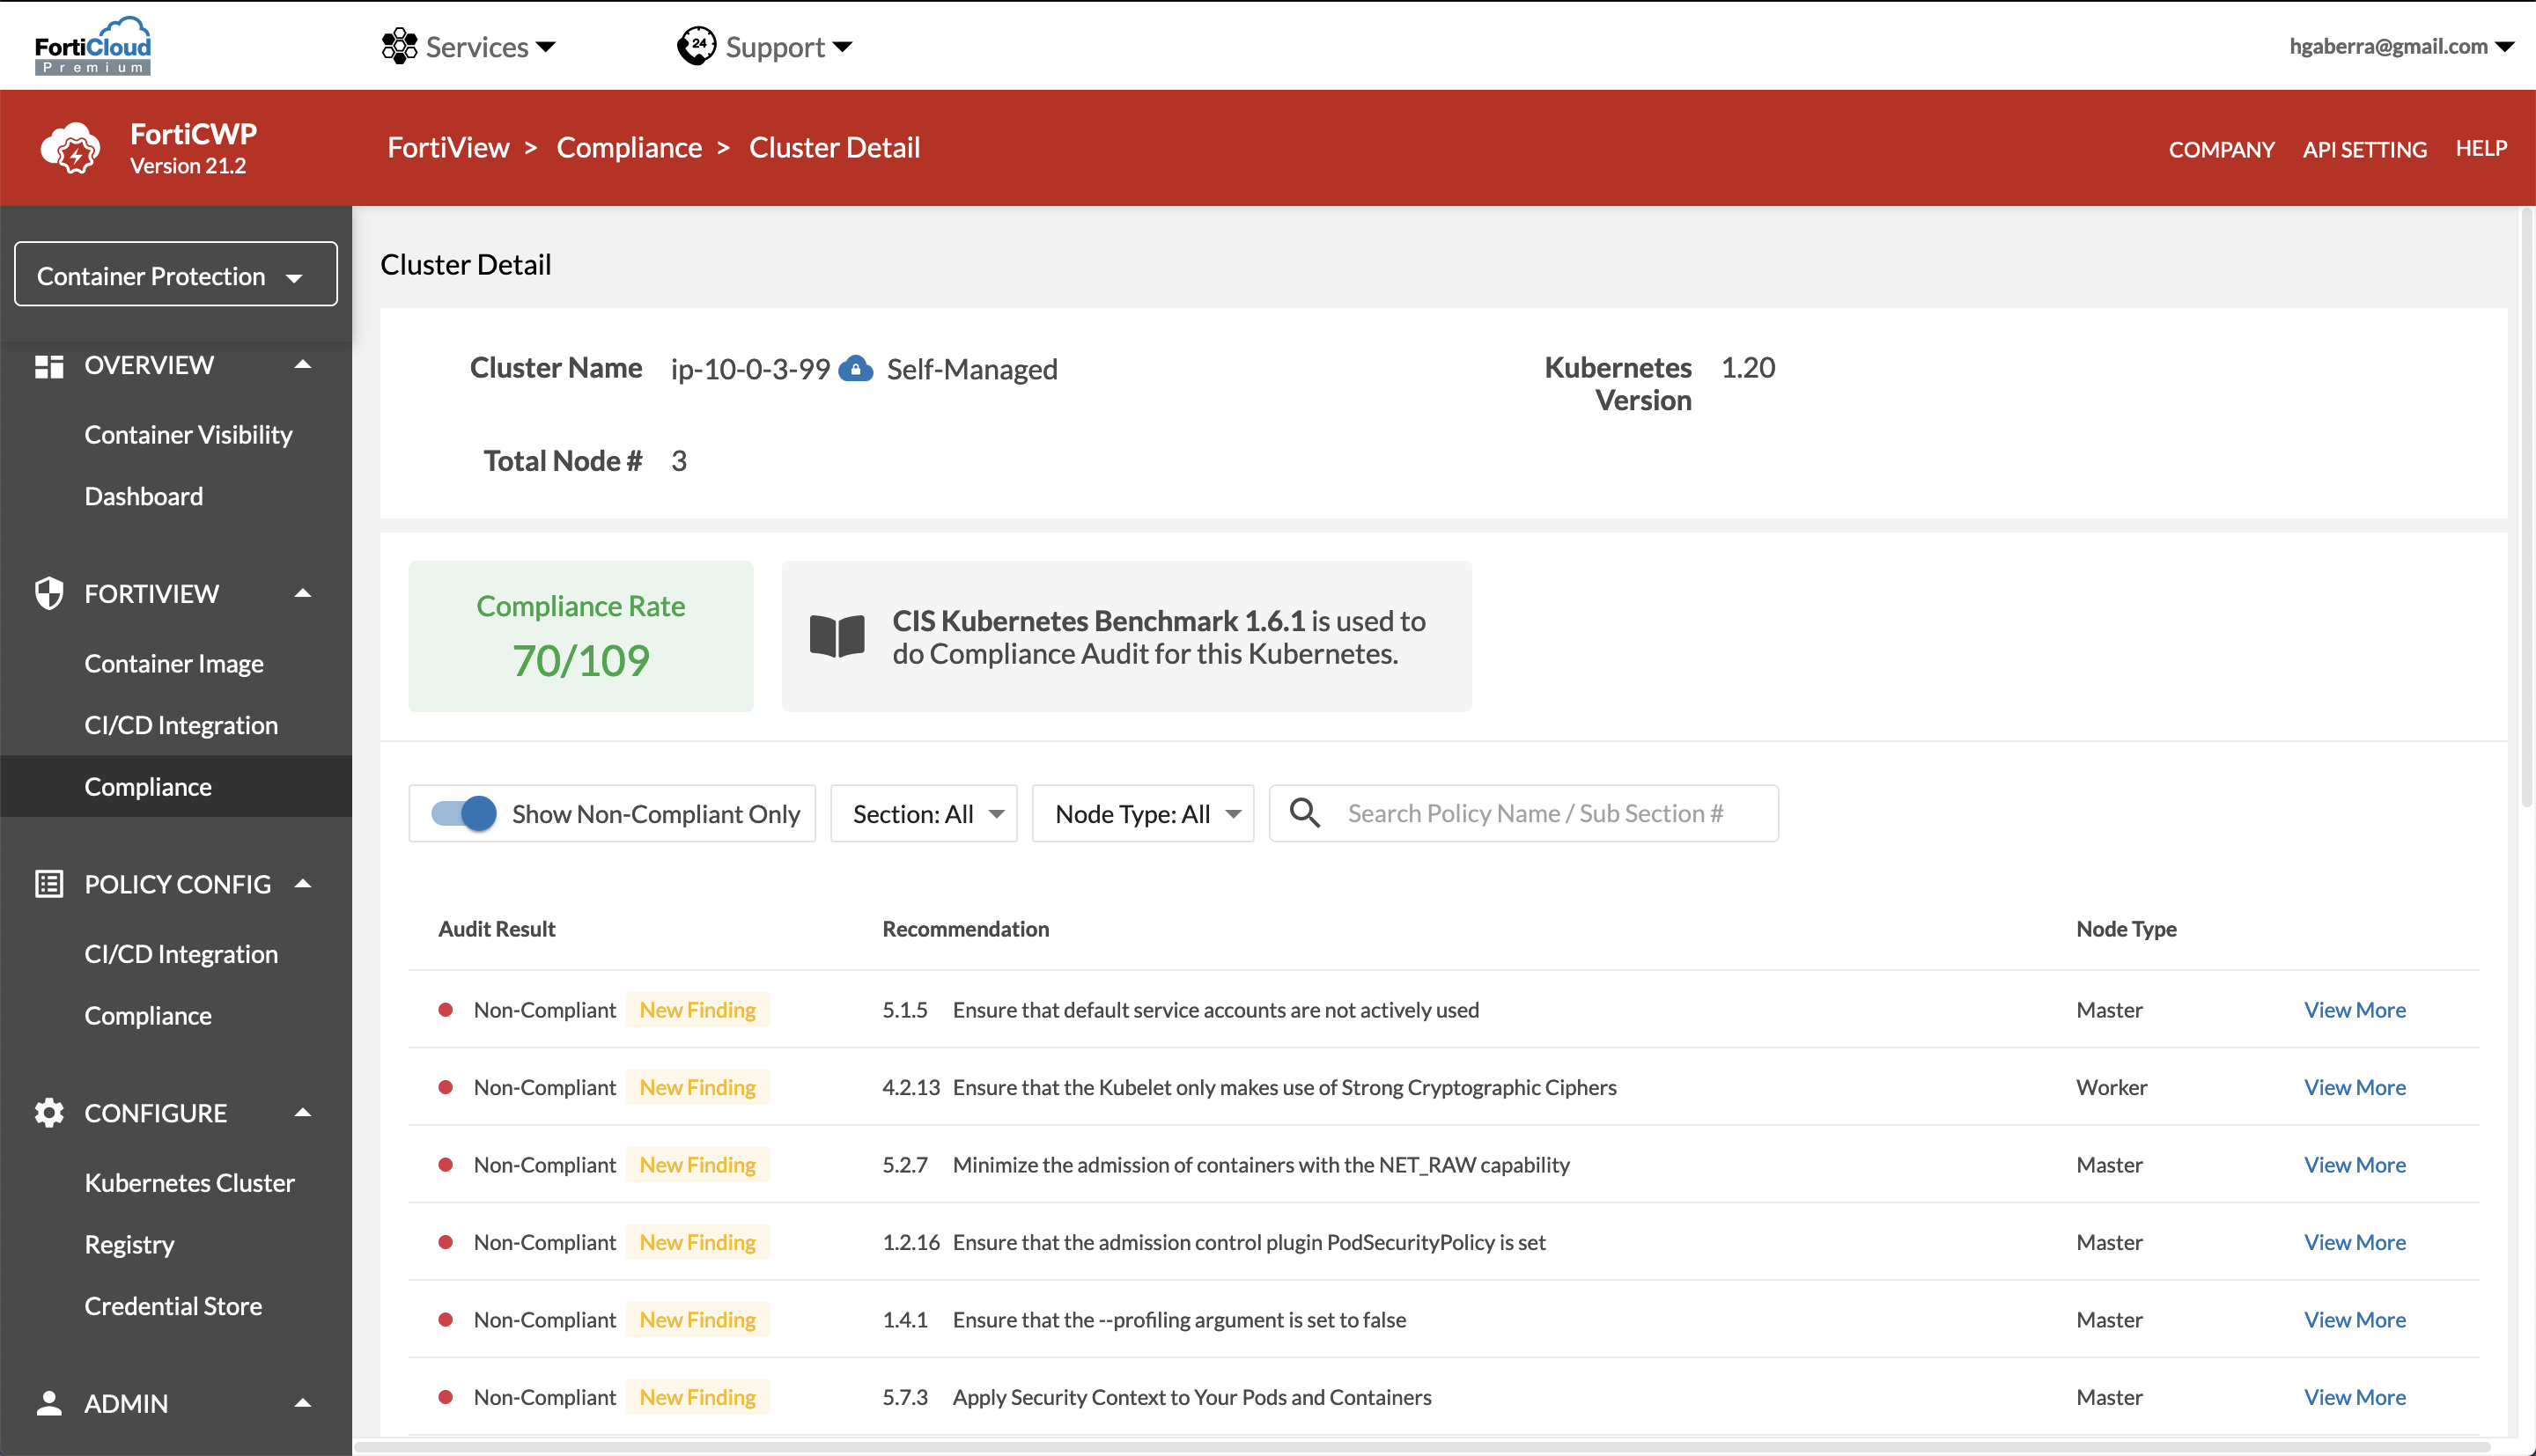 FortiCloud
Premium
Services
24
Support
hgaberra@gmail.com
FortiCWP
Version 21.2
FortiView > Compliance > Cluster Detail
COMPANY
API SETTING
HELP
Container Protection
OVERVIEW
Container Visibility
Dashboard
FORTIVIEW
Container Image
CI/CD Integration
Compliance
POLICY CONFIG
CI/CD Integration
Compliance
CONFIGURE
Kubernetes Cluster
Registry
Credential Store
ADMIN
Cluster Detail
Cluster Name ip-10-0-3-99 Self-Managed
Kubernetes Version 1.20
Total Node # 3
Compliance Rate
70/109
CIS Kubernetes Benchmark 1.6.1 is used to
do Compliance Audit for this Kubernetes.
Show Non-Compliant Only
Section: All
Node Type: All
Search Policy Name / Sub Section #
Audit Result Recommendation Node Type
Non-Compliant New Finding 5.1.5 Ensure that default service accounts are not actively used Master View More
Non-Compliant New Finding 4.2.13 Ensure that the Kubelet only makes use of Strong Cryptographic Ciphers Worker View More
Non-Compliant New Finding 5.2.7 Minimize the admission of containers with the NET_RAW capability Master View More
Non-Compliant New Finding 1.2.16 Ensure that the admission control plugin PodSecurityPolicy is set Master View More
Non-Compliant New Finding 1.4.1 Ensure that the --profiling argument is set to false Master View More
Non-Compliant New Finding 5.7.3 Apply Security Context to Your Pods and Containers Master View More